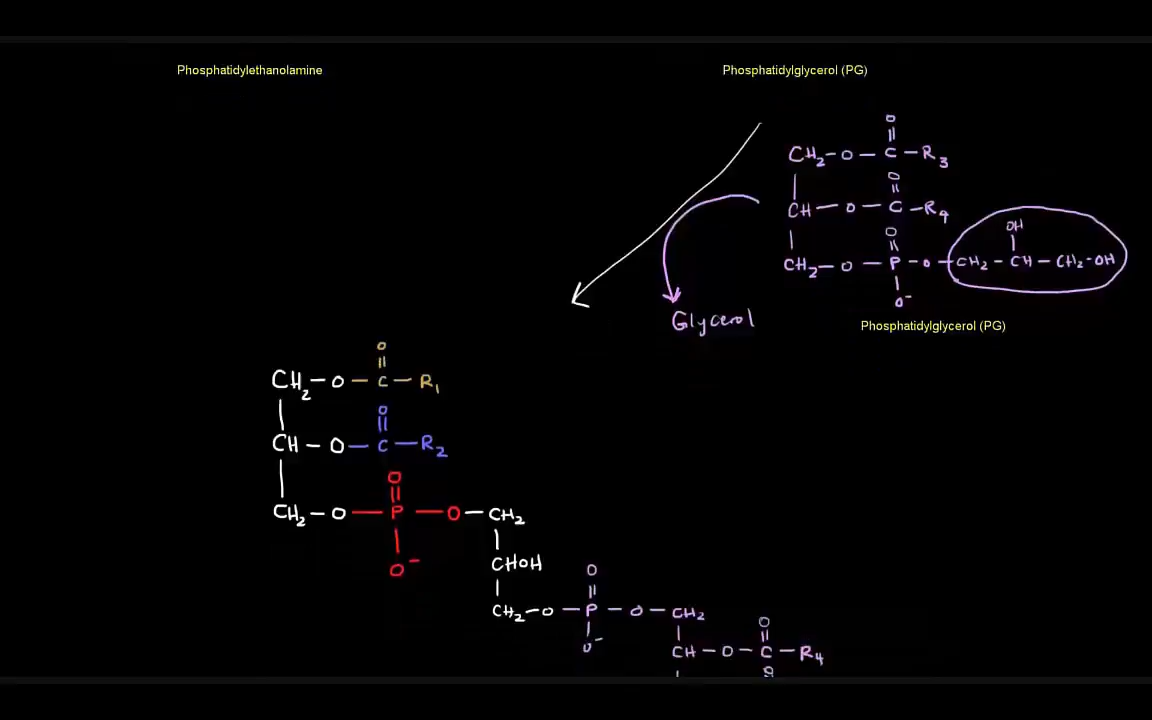 Phosphatidylethanolamine
Phosphatidylglycerol (PG)
O
||
CH2-O-C-R3
|
O
||
CH-O-C-R4
|
O
||
OH
|
CH2-O-P-O-CH2-CH-CH2-OH
|
O-
Glycerol
Phosphatidylglycerol (PG)
O
||
CH2-O-C-R1
|
O
||
CH-O-C-R2
|
O
||
CH2-O-P-O-CH2
|
O-
|
CHOH
|
O
||
CH2-O-P-O-CH2
|
O-
|
O
||
CH-O-C-R4
|
O